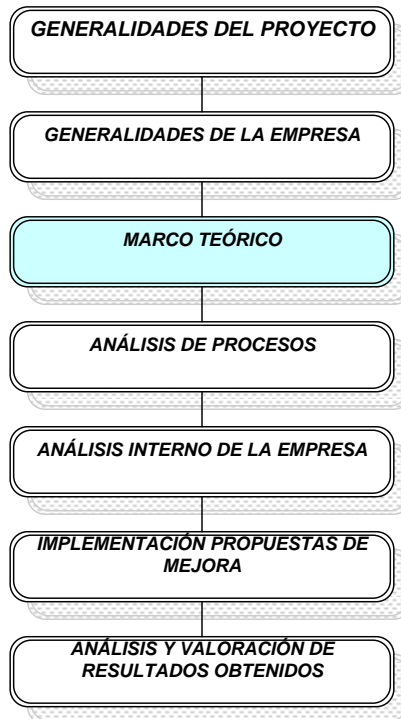 GENERALIDADES DEL PROYECTO
GENERALIDADES DE LA EMPRESA
MARCO TEÓRICO
ANÁLISIS DE PROCESOS
ANÁLISIS INTERNO DE LA EMPRESA
IMPLEMENTACIÓN PROPUESTAS DE
MEJORA
ANÁLISIS Y VALORACIÓN DE
RESULTADOS OBTENIDOS